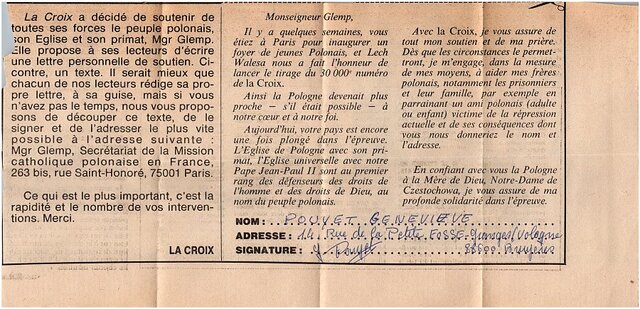 La Croix a décidé de soutenir de
toutes ses forces le peuple polonais,
son Eglise et son primat, Mgr Glemp.
Elle propose à ses lecteurs d'écrire
une lettre personnelle de soutien. Ci-
contre, un texte. Il serait mieux que
chacun de nos lecteurs rédige sa pro-
pre lettre, à sa guise, mais si vous
n'avez pas le temps, nous vous propo-
sons de découper ce texte, de le
signer et de l'adresser le plus vite
possible à l'adresse suivante :
Mgr Glemp, Secrétariat de la Mission
catholique polonaise en France,
263 bis, rue Saint-Honoré, 75001 Paris.
Ce qui est le plus important, c'est la
rapidité et le nombre de vos interven-
tions. Merci.
LA CROIX
Monseigneur Glemp,
Il y a quelques semaines, vous
étiez à Paris pour inaugurer un
foyer de jeunes Polonais, et Lech
Walesa nous a fait l'honneur de
lancer le tirage du 30 000e numéro
de la Croix.
Ainsi la Pologne devenait plus
proche – s'il était possible – à
notre cœur et à notre foi.
Aujourd'hui, votre pays est encore
une fois plongé dans l'épreuve.
L'Eglise de Pologne avec son pri-
mat, l'Eglise universelle avec notre
Pape Jean-Paul II sont au premier
rang des défenseurs des droits de
l'homme et des droits de Dieu, au
nom du peuple polonais.
Avec la Croix, je vous assure de
tout mon soutien et de ma prière.
Dès que les circonstances le permet-
tront, je m'engage, dans la mesure
de mes moyens, à aider mes frères
polonais, notamment les prisonniers
et leur famille, par exemple en
parrainant un ami polonais (adulte
ou enfant) victime de la répression
actuelle et de ses conséquences dont
vous nous donneriez le nom et
l'adresse.
En confiant avec vous la Pologne
à la Mère de Dieu, Notre-Dame de
Czestochowa, je vous assure de ma
profonde solidarité dans l'épreuve.
NOM : POUVET GENEVIEVE
ADRESSE : 14, Rue de la Petite FOSSE-Granges/Vologne
SIGNATURE : 88500 Bruyères